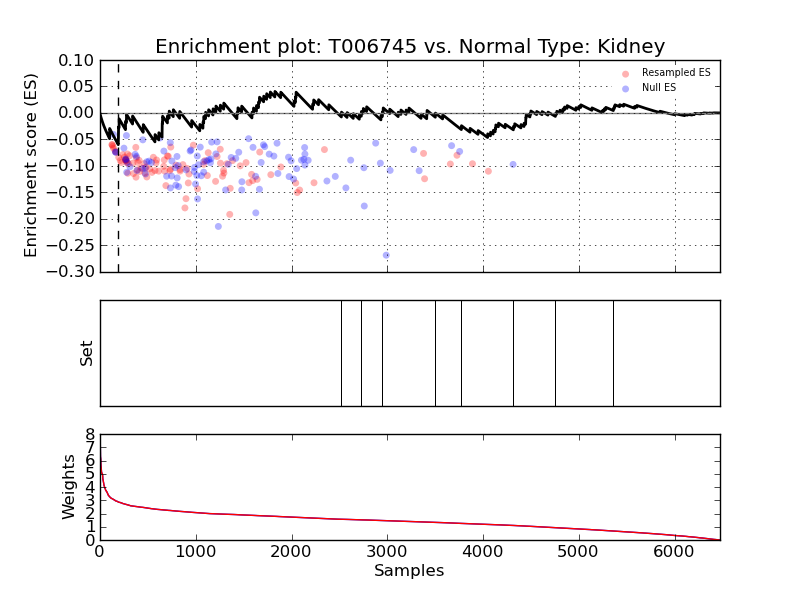 Enrichment plot: T006745 vs. Normal Type: Kidney
Enrichment score (ES)
0.10
0.05
0.00
−0.05
−0.10
−0.15
−0.20
−0.25
−0.30
Resampled ES
Null ES
Set
Weights
8
7
6
5
4
3
2
1
0
0 1000 2000 3000 4000 5000 6000
Samples